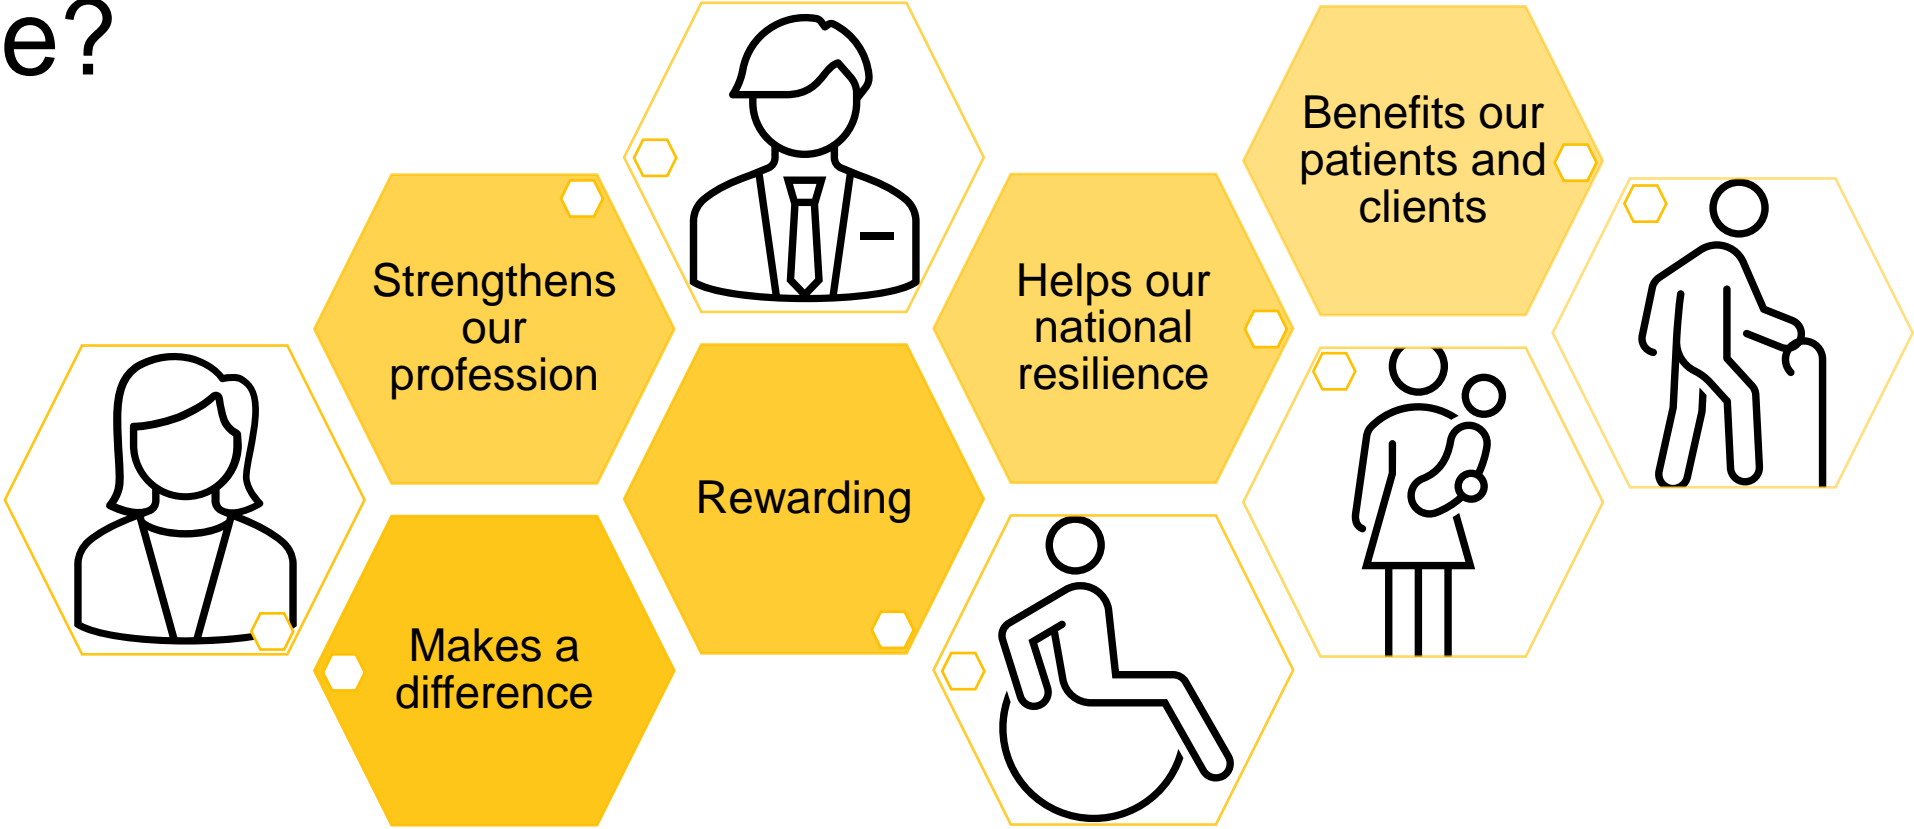 e?
Strengthens
our
profession
Makes a
difference
Rewarding
Helps our
national
resilience
Benefits our
patients and
clients